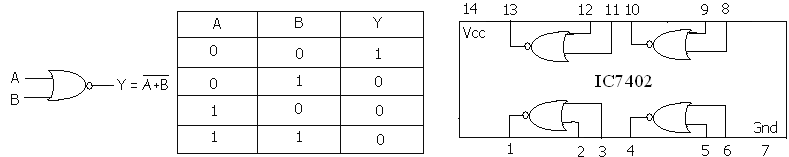 A
B
Y = A+B
A B Y
0 0 1
0 1 0
1 0 0
1 1 0
14 13 12 11 10 9 8
Vcc
IC7402
Gnd
1 2 3 4 5 6 7